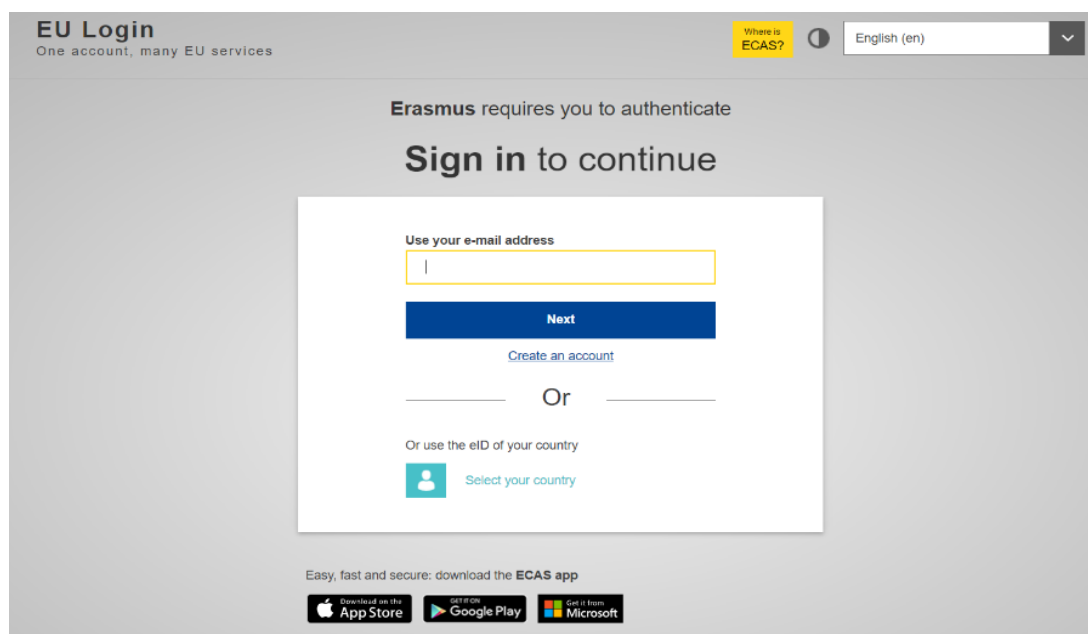 EU Login
One account, many EU services
Where is
ECAS?
English (en)
Erasmus requires you to authenticate
Sign in to continue
Use your e-mail address
Next
Create an account
Or
Or use the eID of your country
Select your country
Easy, fast and secure: download the ECAS app
Download on the
App Store
GET IT ON
Google Play
Get it from
Microsoft